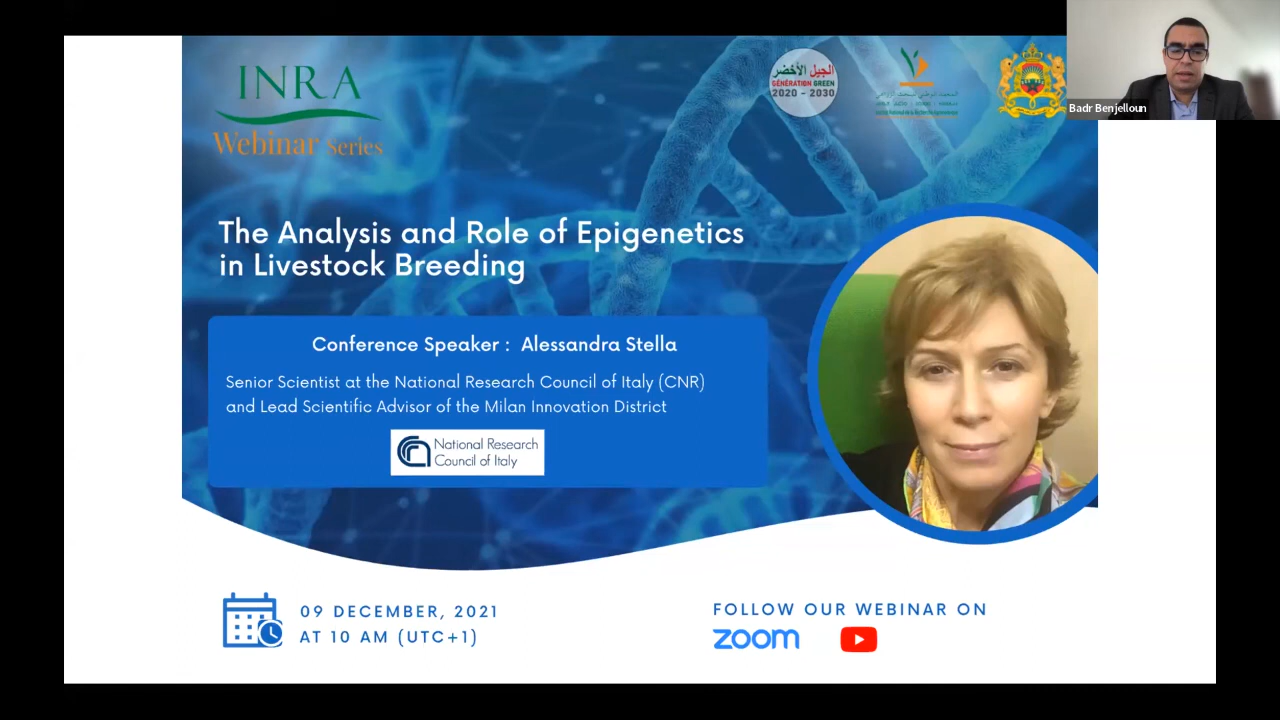 INRA
Webinar Series
الجيل الأخضر
GÉNÉRATION GREEN
2020 - 2030
Badr Benjelloun
The Analysis and Role of Epigenetics
in Livestock Breeding
Conference Speaker : Alessandra Stella
Senior Scientist at the National Research Council of Italy (CNR)
and Lead Scientific Advisor of the Milan Innovation District
National Research
Council of Italy
09 DECEMBER, 2021
AT 10 AM (UTC+1)
FOLLOW OUR WEBINAR ON
zoom